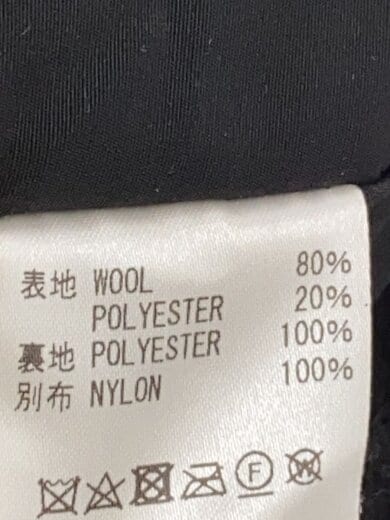 表地 WOOL 80%
POLYESTER 20%
裏地 POLYESTER 100%
別布 NYLON 100%
F
W